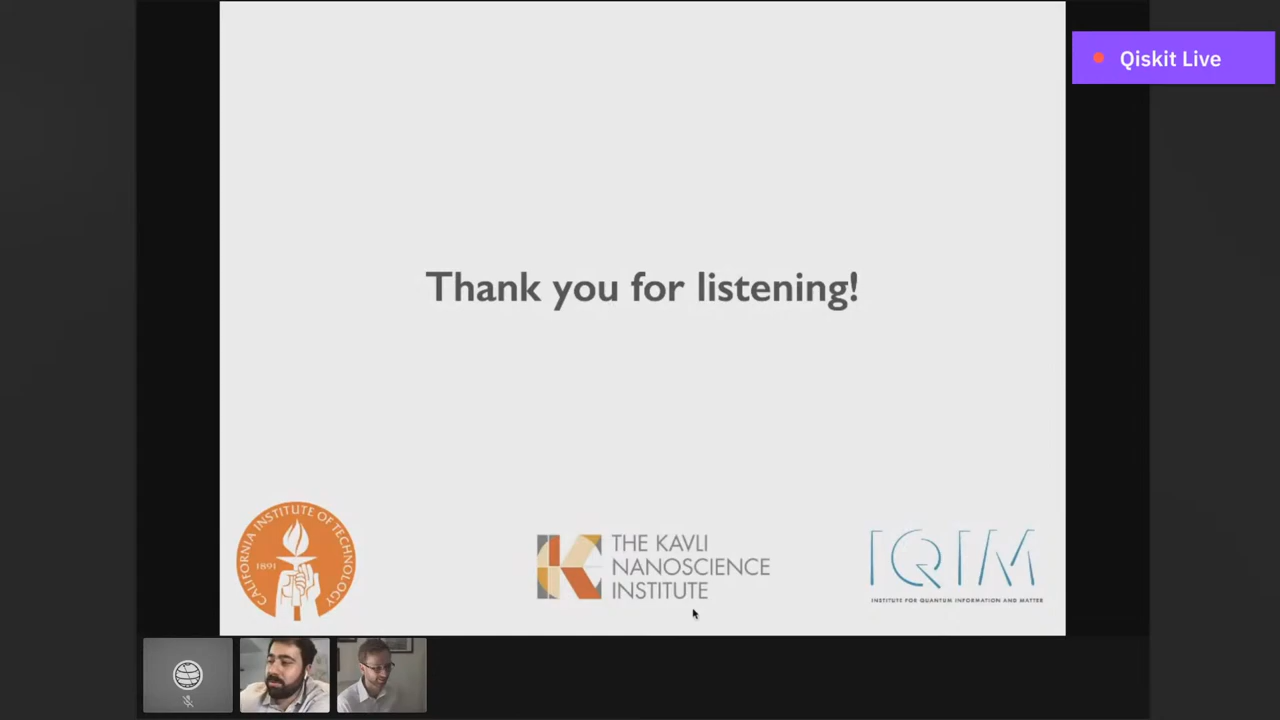 Qiskit Live
Thank you for listening!
CALIFORNIA INSTITUTE OF TECHNOLOGY
1891
THE KAVLI
NANOSCIENCE
INSTITUTE
IQIM
INSTITUTE FOR QUANTUM INFORMATION AND MATTER